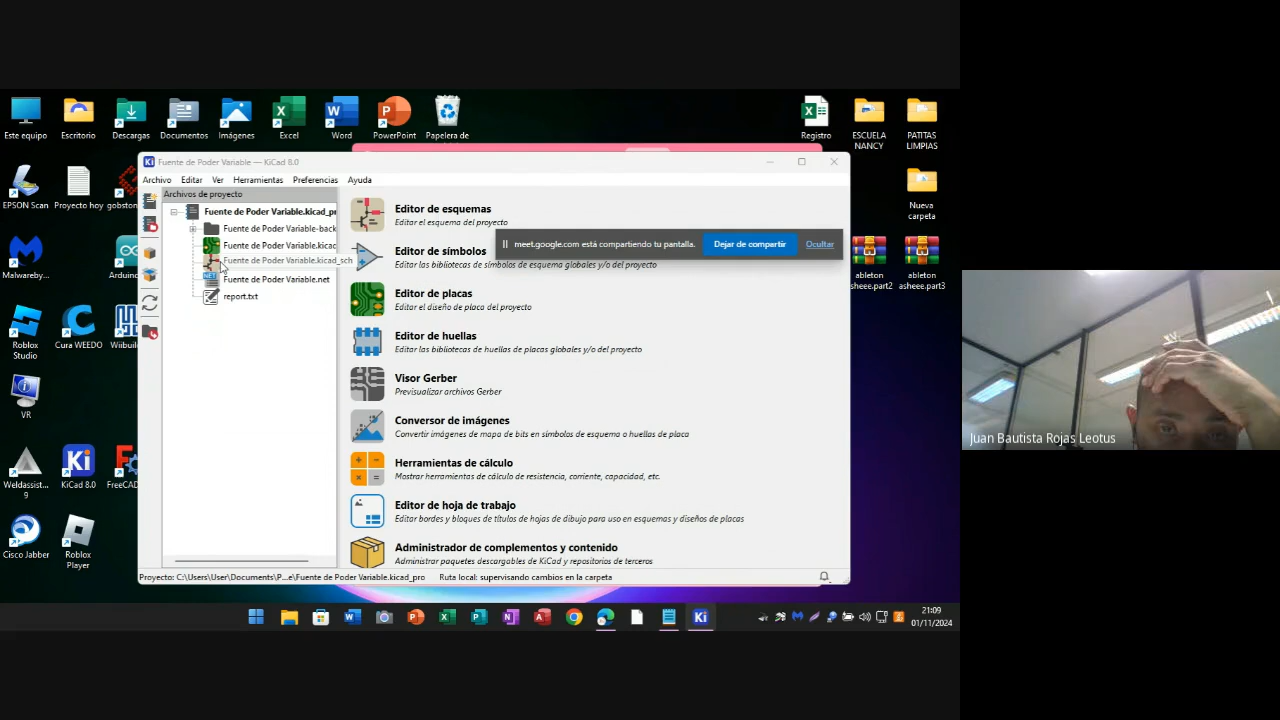 Este equipo
Escritorio
Descargas
Documentos
Imágenes
Excel
Word
PowerPoint
Papelera de
Registro
ESCUELA NANCY
PATITAS LIMPIAS
EPSON Scan
Proyecto hoy
gobston
Nueva carpeta
Malwareby...
Arduino
ableton asheee.part2
ableton asheee.part3
Roblox Studio
Cura WEEDO
Wiibuil
VR
Weldassist... 9
KiCad 8.0
FreeCAD
Cisco Jabber
Roblox Player
Fuente de Poder Variable — KiCad 8.0
Archivo Editar Ver Herramientas Preferencias Ayuda
Archivos de proyecto
Fuente de Poder Variable.kicad_pr
Fuente de Poder Variable-back
Fuente de Poder Variable.kicad
Fuente de Poder Variable.kicad_sch
NET
Fuente de Poder Variable.net
report.txt
Editor de esquemas
Editar el esquema del proyecto
Editor de símbolos
Editar las bibliotecas de símbolos de esquema globales y/o del proyecto
meet.google.com está compartiendo tu pantalla.
Dejar de compartir
Ocultar
Editor de placas
Editar el diseño de placa del proyecto
Editor de huellas
Editar las bibliotecas de huellas de placas globales y/o del proyecto
Visor Gerber
Previsualizar archivos Gerber
Conversor de imágenes
Convertir imágenes de mapa de bits en símbolos de esquema o huellas de placa
Herramientas de cálculo
Mostrar herramientas de cálculo de resistencia, corriente, capacidad, etc.
Editor de hoja de trabajo
Editar bordes y bloques de títulos de hojas de dibujo para uso en esquemas y diseños de placas
Administrador de complementos y contenido
Administrar paquetes descargables de KiCad y repositorios de terceros
Proyecto: C:\Users\User\Documents\P...e\Fuente de Poder Variable.kicad_pro
Ruta local: supervisando cambios en la carpeta
21:09
01/11/2024
Juan Bautista Rojas Leotus